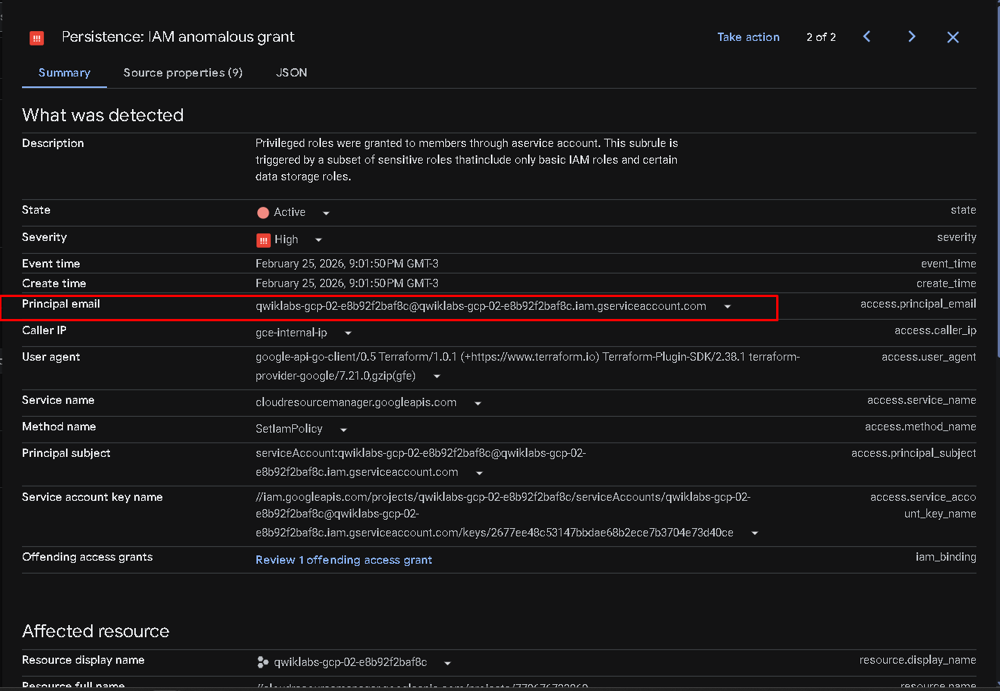 Persistence: IAM anomalous grant
Take action
2 of 2
Summary
Source properties (9)
JSON
What was detected
Description
Privileged roles were granted to members through aservice account. This subrule is
triggered by a subset of sensitive roles thatinclude only basic IAM roles and certain
data storage roles.
State
Active
state
Severity
High
severity
Event time
February 25, 2026, 9:01:50 PM GMT-3
event_time
Create time
February 25, 2026, 9:01:50 PM GMT-3
create_time
Principal email
qwiklabs-gcp-02-e8b92f2baf8c@qwiklabs-gcp-02-e8b92f2baf8c.iam.gserviceaccount.com
access.principal_email
Caller IP
gce-internal-ip
access.caller_ip
User agent
google-api-go-client/0.5 Terraform/1.0.1 (+https://www.terraform.io) Terraform-Plugin-SDK/2.38.1 terraform-
provider-google/7.21.0,gzip(gfe)
access.user_agent
Service name
cloudresourcemanager.googleapis.com
access.service_name
Method name
SetIamPolicy
access.method_name
Principal subject
serviceAccount:qwiklabs-gcp-02-e8b92f2baf8c@qwiklabs-gcp-02-
e8b92f2baf8c.iam.gserviceaccount.com
access.principal_subject
Service account key name
//iam.googleapis.com/projects/qwiklabs-gcp-02-e8b92f2baf8c/serviceAccounts/qwiklabs-gcp-02-
e8b92f2baf8c@qwiklabs-gcp-02-
e8b92f2baf8c.iam.gserviceaccount.com/keys/2677ee48c53147bbdae68b2ece7b3704e73d40ce
access.service_acco
unt_key_name
Offending access grants
Review 1 offending access grant
iam_binding
Affected resource
Resource display name
qwiklabs-gcp-02-e8b92f2baf8c
resource.display_name
Resource full name
resource.name